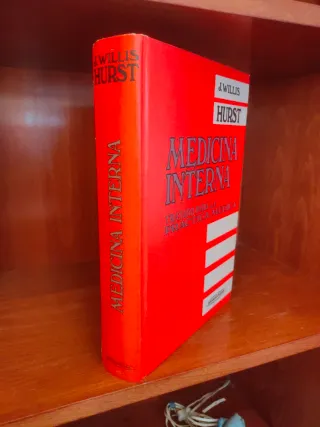 J. WILLIS
HURST
MEDICINA INTERNA
J. WILLIS
HURST
MEDICINA
INTERNA